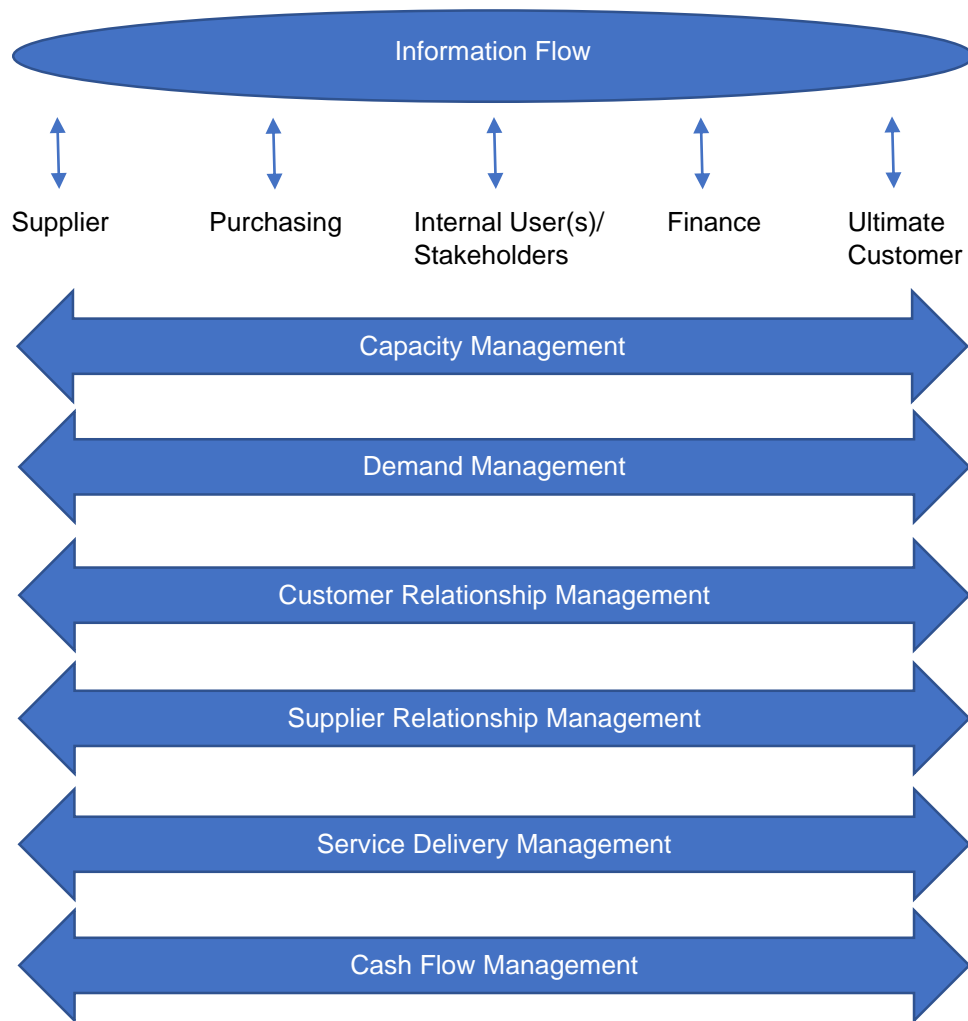 Information Flow
Supplier
Purchasing
Internal User(s)/
Stakeholders
Finance
Ultimate
Customer
Capacity Management
Demand Management
Customer Relationship Management
Supplier Relationship Management
Service Delivery Management
Cash Flow Management